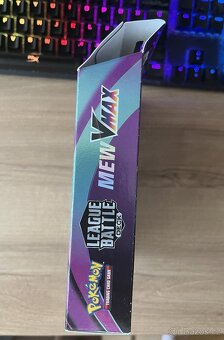 MEW VMAX
LEAGUE
BATTLE
DECK
POKÉMON
TRADING CARD GAME